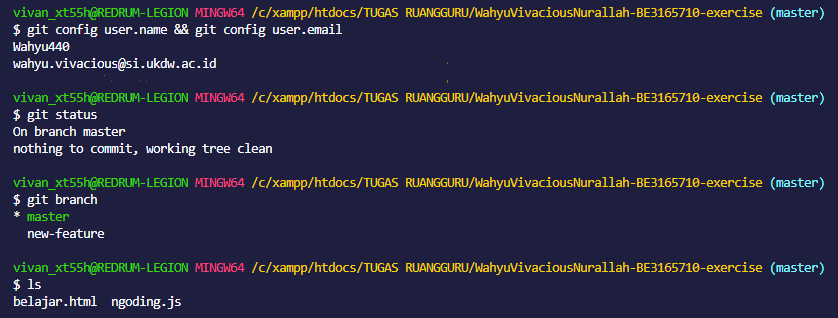 vivan_xt55h@REDRUM-LEGION MINGW64 /c/xampp/htdocs/TUGAS RUANGGURU/WahyuVivaciousNurallah-BE3165710-exercise (master)
$ git config user.name && git config user.email
Wahyu440
wahyu.vivacious@si.ukdw.ac.id
vivan_xt55h@REDRUM-LEGION MINGW64 /c/xampp/htdocs/TUGAS RUANGGURU/WahyuVivaciousNurallah-BE3165710-exercise (master)
$ git status
On branch master
nothing to commit, working tree clean
vivan_xt55h@REDRUM-LEGION MINGW64 /c/xampp/htdocs/TUGAS RUANGGURU/WahyuVivaciousNurallah-BE3165710-exercise (master)
$ git branch
* master
  new-feature
vivan_xt55h@REDRUM-LEGION MINGW64 /c/xampp/htdocs/TUGAS RUANGGURU/WahyuVivaciousNurallah-BE3165710-exercise (master)
$ ls
belajar.html  ngoding.js